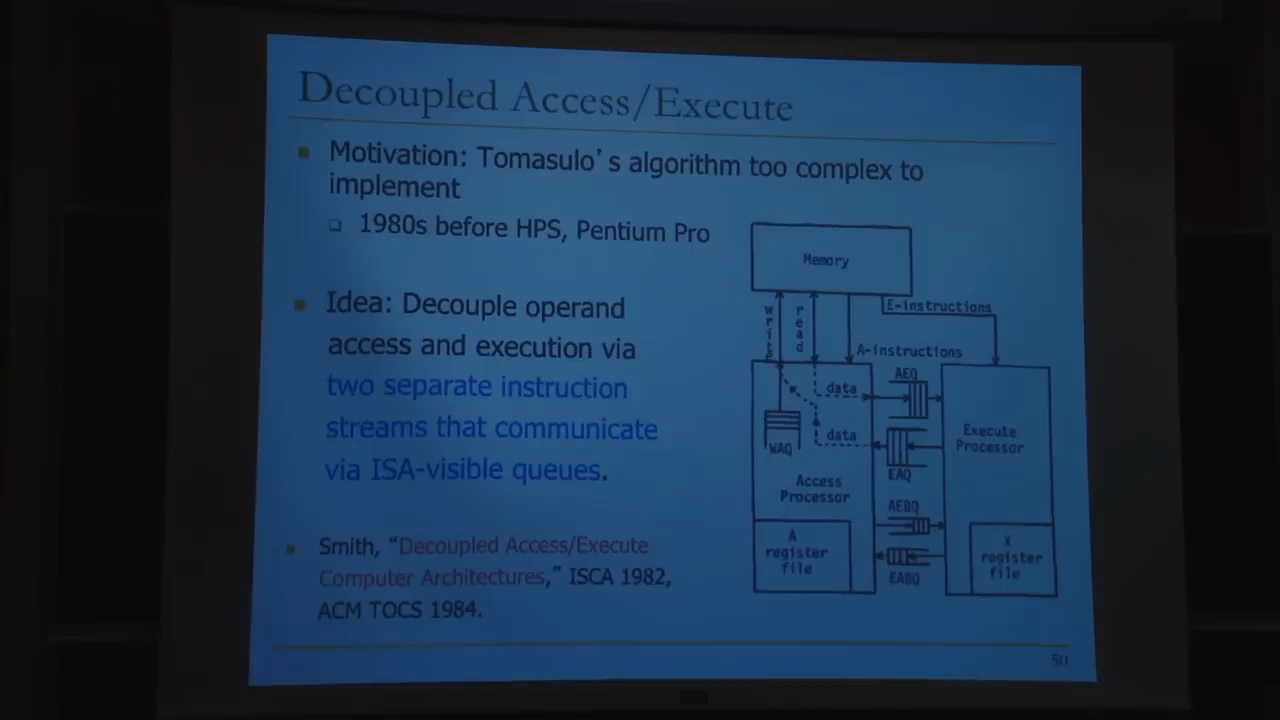 Decoupled Access/Execute
Motivation: Tomasulo's algorithm too complex to
implement
1980s before HPS, Pentium Pro
Idea: Decouple operand
access and execution via
two separate instruction
streams that communicate
via ISA-visible queues.
Smith, “Decoupled Access/Execute
Computer Architectures,” ISCA 1982,
ACM TOCS 1984.
Memory
write
read
E-instructions
A-instructions
AEQ
data
data
WAQ
EAQ
Execute
Processor
Access
Processor
AEBQ
A
register
file
EABQ
X
register
file
50